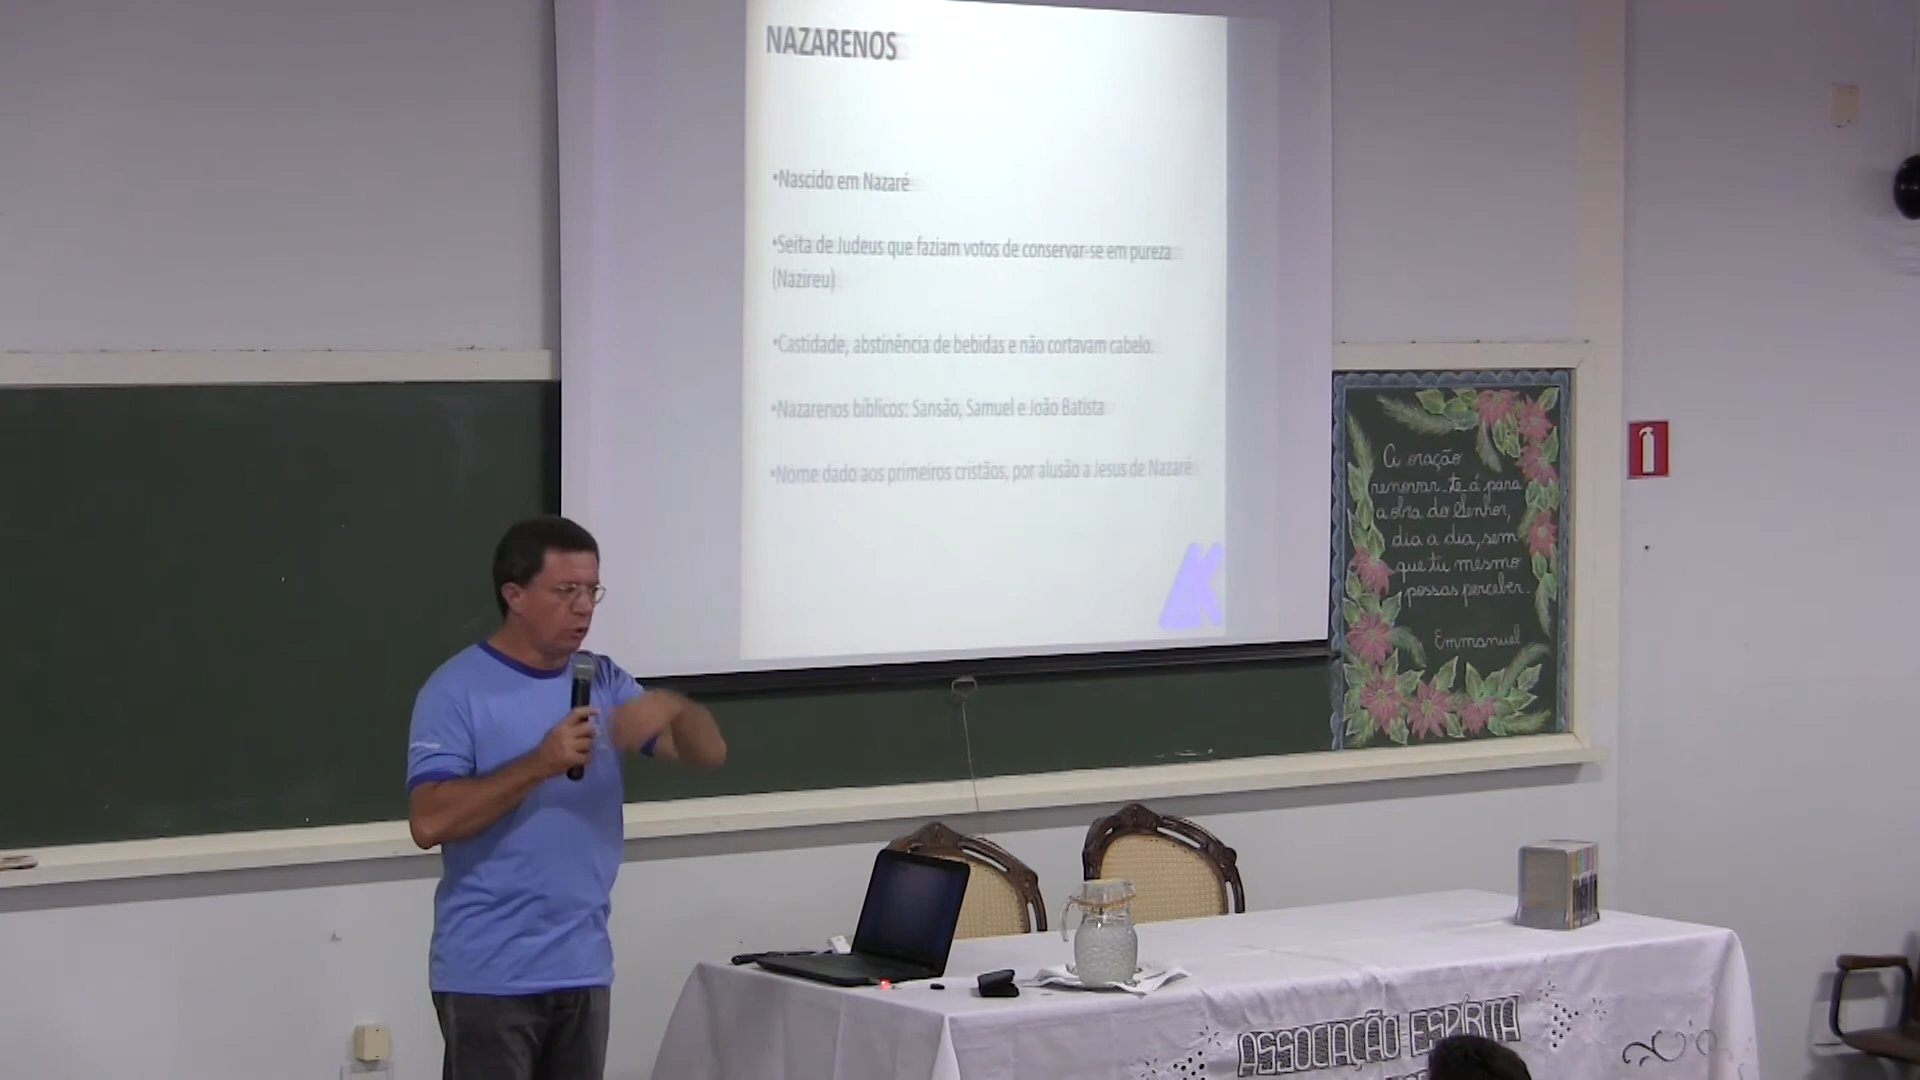 NAZARENOS
•Nascido em Nazaré
•Seita de Judeus que faziam votos de conservar-se em pureza
(Nazireu)
•Castidade, abstinência de bebidas e não cortavam cabelo.
•Nazarenos bíblicos: Sansão, Samuel e João Batista
•Nome dado aos primeiros cristãos, por alusão a Jesus de Nazaré
AK
A oração
renovar-te-á para
a obra do Senhor,
dia a dia, sem
que tu mesmo
possas perceber.
Emmanuel
ASSOCIAÇÃO ESPÍRITA